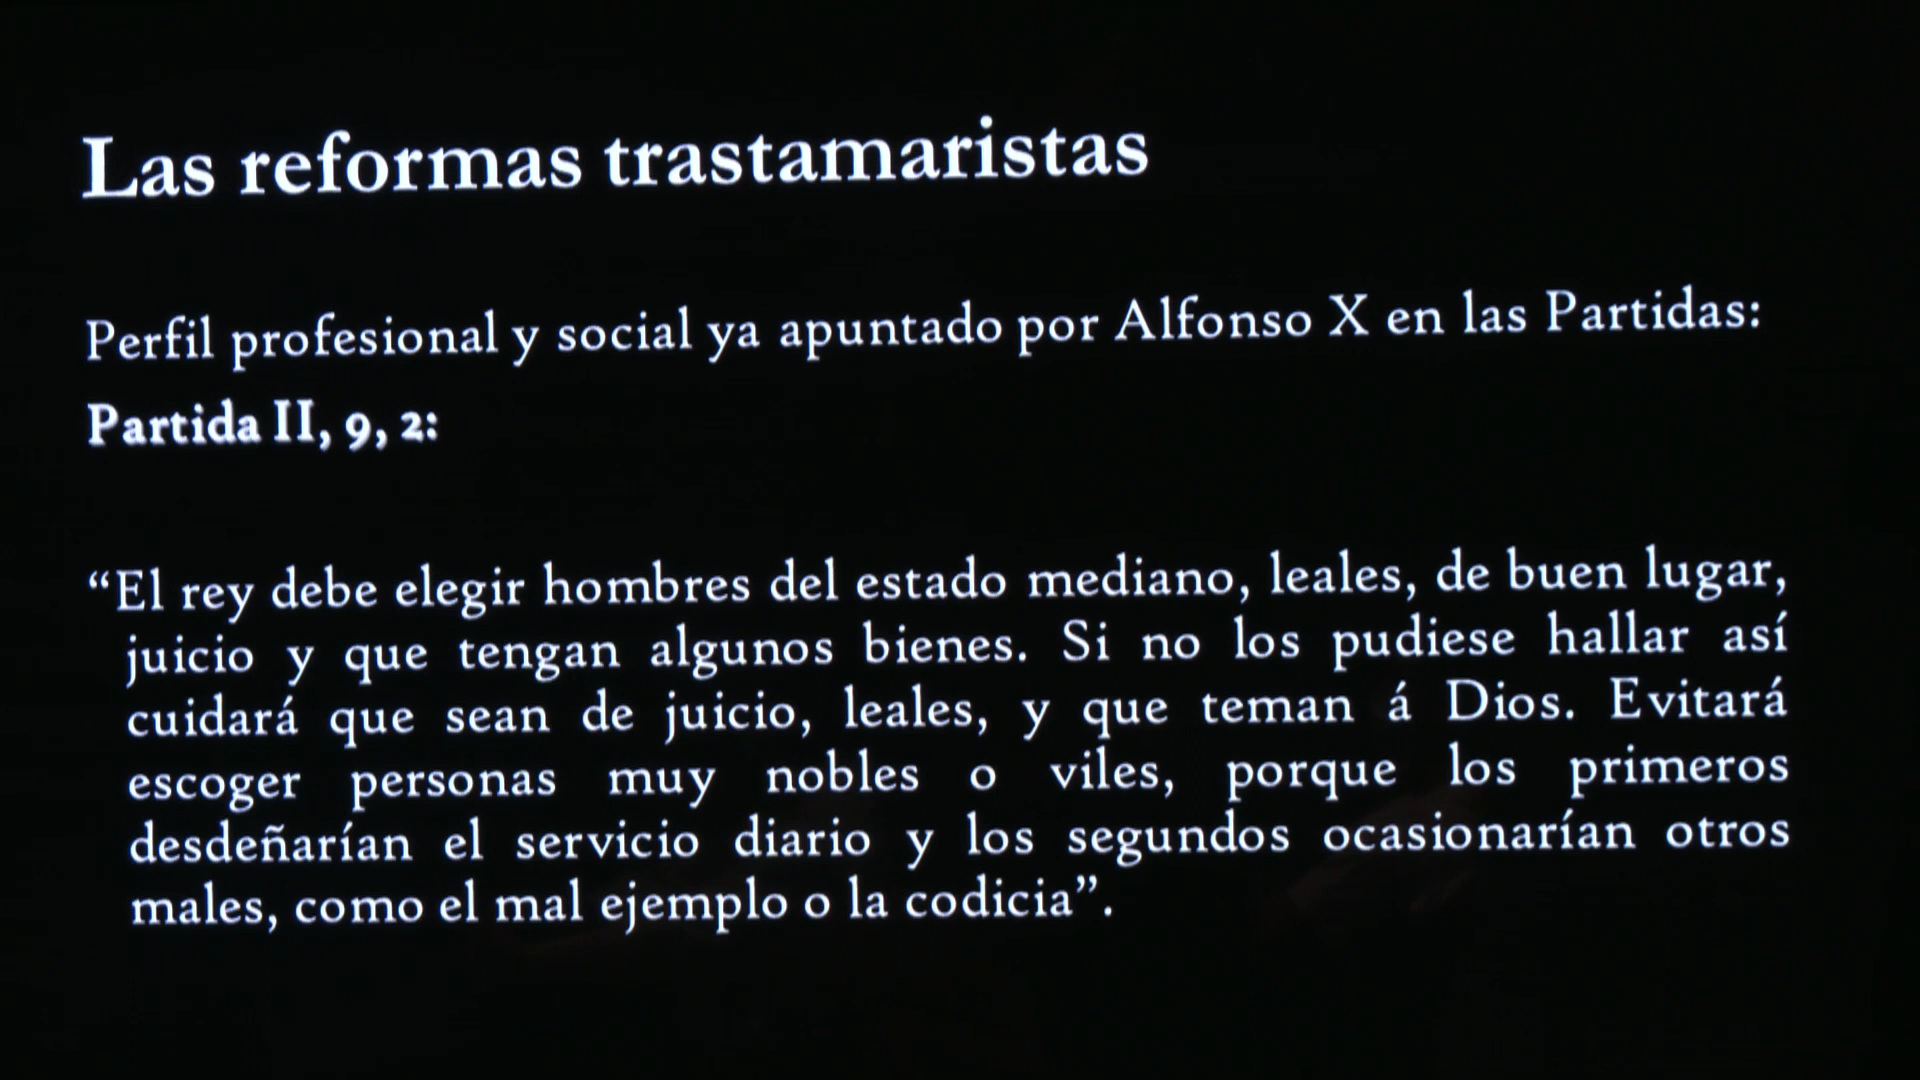 Las reformas trastamaristas
Perfil profesional y social ya apuntado por Alfonso X en las Partidas:
Partida II, 9, 2:
“El rey debe elegir hombres del estado mediano, leales, de buen lugar,
juicio y que tengan algunos bienes. Si no los pudiese hallar así
cuidará que sean de juicio, leales, y que teman á Dios. Evitará
escoger personas muy nobles o viles, porque los primeros
desdeñarían el servicio diario y los segundos ocasionarían otros
males, como el mal ejemplo o la codicia”.